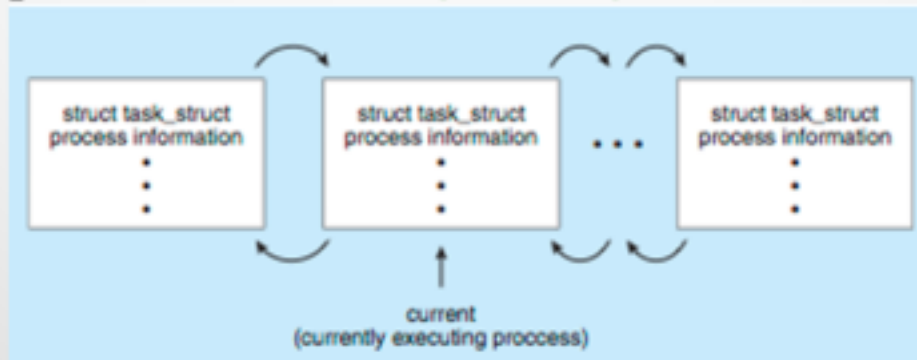 struct task_struct
process information
struct task_struct
process information
struct task_struct
process information
current
(currently executing proccess)